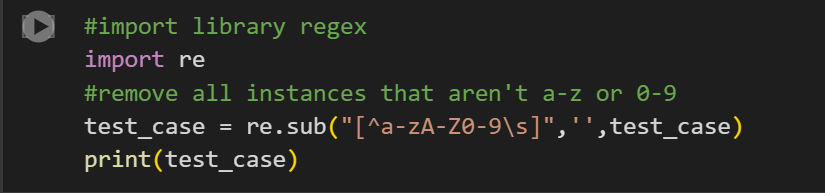 #import library regex
import re
#remove all instances that aren't a-z or 0-9
test_case = re.sub("[^a-zA-Z0-9\s]",'',test_case)
print(test_case)